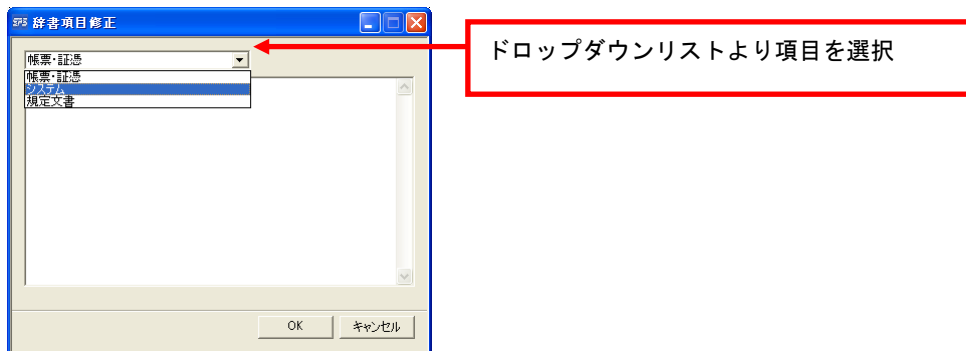 辞書項目修正
ドロップダウンリストより項目を選択
帳票・証憑
帳票・証憑
システム
規定文書
OK
キャンセル